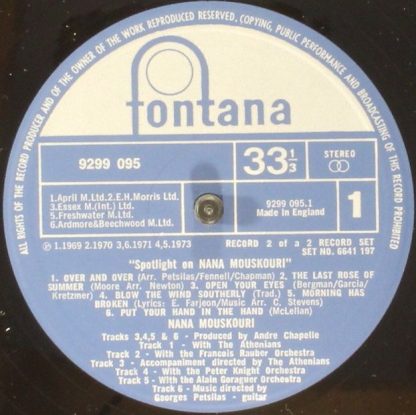 ALL RIGHTS OF THE RECORD PRODUCER AND OF THE OWNER OF THE WORK REPRODUCED RESERVED. COPYING, PUBLIC PERFORMANCE AND BROADCASTING OF THIS RECORD PROHIBITED
fontana
9299 095
33 1/3
STEREO
1.April M.Ltd.2.E.H.Morris Ltd.
3.Essex M.(Int.) Ltd.
5.Freshwater M.Ltd.
6.Ardmore&Beechwood M.Ltd.
9299 095.1
Made in England
1
℗ 1.1969 2.1970 3,6.1971 4,5.1973
RECORD 2 of a 2 RECORD SET
SET NO. 6641 197
"Spotlight on NANA MOUSKOURI"
1. OVER AND OVER (Arr. Petsilas/Fennell/Chapman) 2. THE LAST ROSE OF
SUMMER (Moore Arr. Newton) 3. OPEN YOUR EYES (Bergman/Garcia/
Kretzmer) 4. BLOW THE WIND SOUTHERLY (Trad.) 5. MORNING HAS
BROKEN (Lyrics: E. Farjeon/Music Arr. C. Stevens)
6. PUT YOUR HAND IN THE HAND (McLellan)
NANA MOUSKOURI
Tracks 3,4,5 & 6 - Produced by Andre Chapelle
Track 1 - With The Athenians
Track 2 - With the Francois Rauber Orchestra
Track 3 - Accompaniment directed by The Athenians
Track 4 - With the Peter Knight Orchestra
Track 5 - With the Alain Goraguer Orchestra
Track 6 - Music directed by
Georges Petsilas - guitar